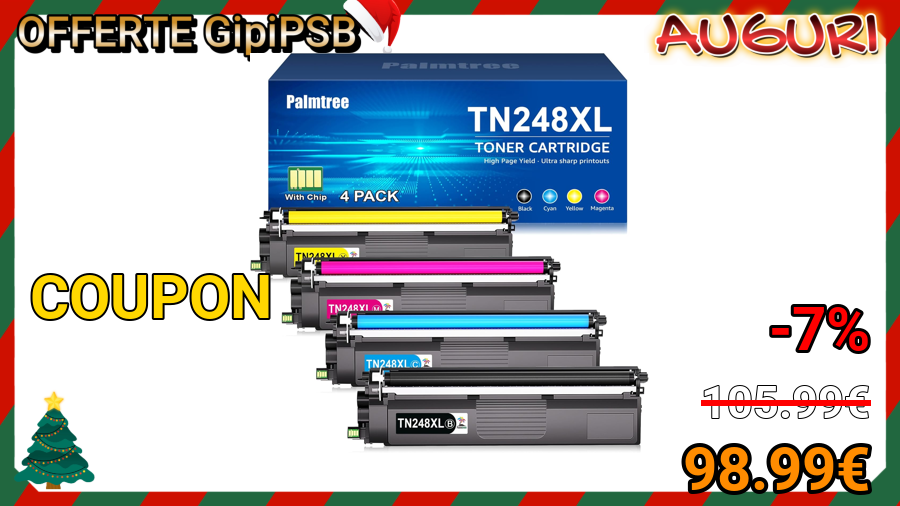 OFFERTE GipiPSB
AUGURI
Palmtree
Palmtree
TN248XL
TONER CARTRIDGE
High Page Yield · Ultra sharp printouts
With Chip
4 PACK
Black Cyan Yellow Magenta
TN248XL Y
COUPON
TN248XL M
TN248XL C
TN248XL B
-7%
105.99€
98.99€